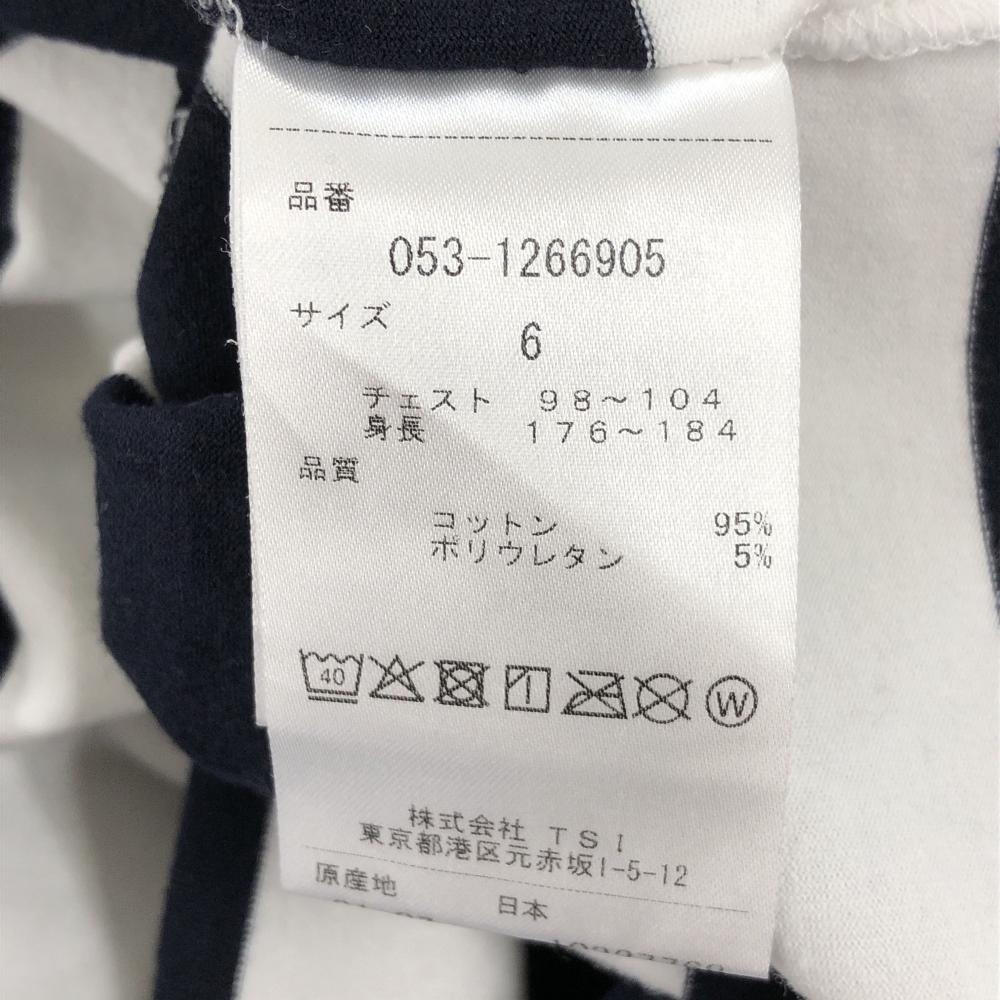 品番
053-1266905
サイズ
6
チェスト 98~104
身長 176~184
品質
コットン 95%
ポリウレタン 5%
40 W
株式会社 TSI
東京都港区元赤坂1-5-12
原産地 日本